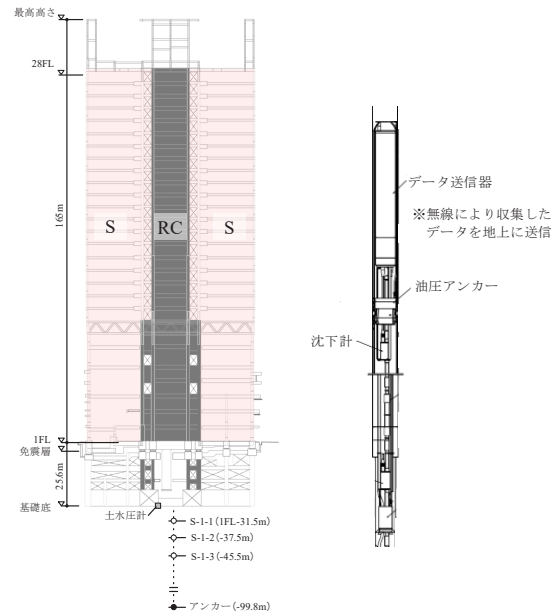 最高高さ
28FL
165m
S
RC
S
1FL
免震層
25.6m
基礎底
土水圧計
S-1-1 (1FL-31.5m)
S-1-2 (-37.5m)
S-1-3 (-45.5m)
アンカー(-99.8m)
データ送信器
※無線により収集した
データを地上に送信
油圧アンカー
沈下計